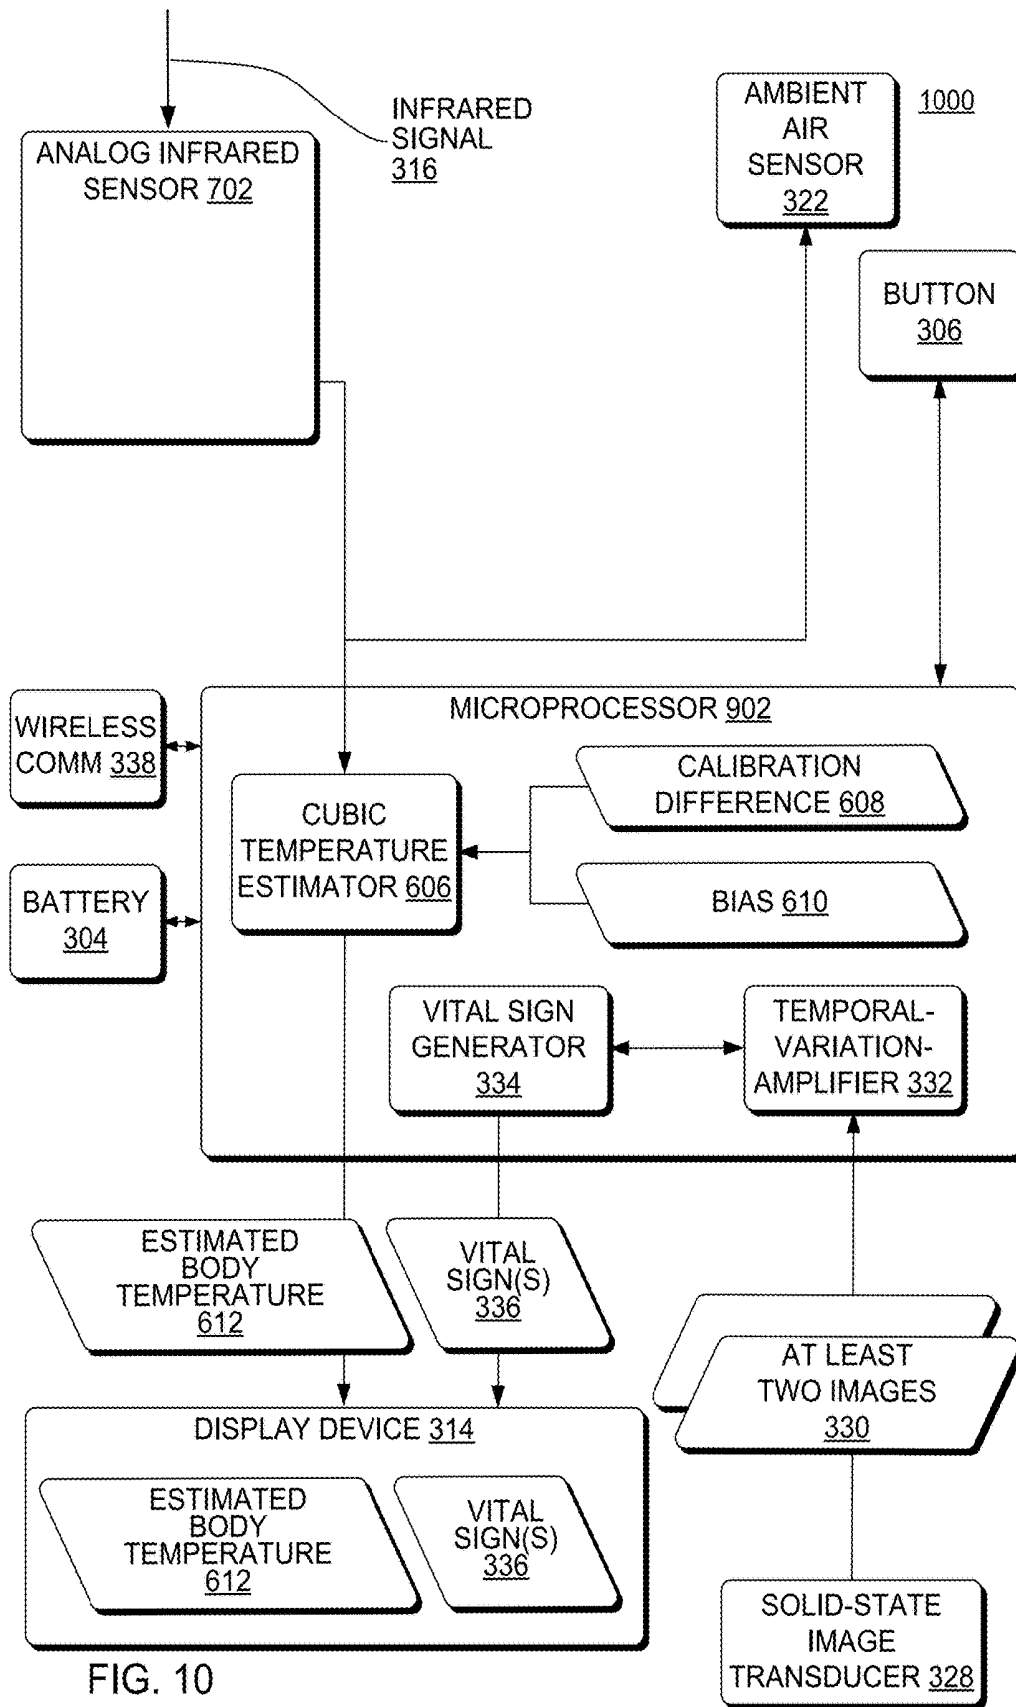 INFRARED
SIGNAL
316
ANALOG INFRARED
SENSOR 702
AMBIENT
AIR
SENSOR
322
1000
BUTTON
306
MICROPROCESSOR 902
WIRELESS
COMM 338
CALIBRATION
DIFFERENCE 608
CUBIC
TEMPERATURE
ESTIMATOR 606
BATTERY
304
BIAS 610
VITAL SIGN
GENERATOR
334
TEMPORAL-
VARIATION-
AMPLIFIER 332
ESTIMATED
BODY
TEMPERATURE
612
VITAL
SIGN(S)
336
AT LEAST
TWO IMAGES
330
DISPLAY DEVICE 314
ESTIMATED
BODY
TEMPERATURE
612
VITAL
SIGN(S)
336
SOLID-STATE
IMAGE
TRANSDUCER 328
FIG. 10